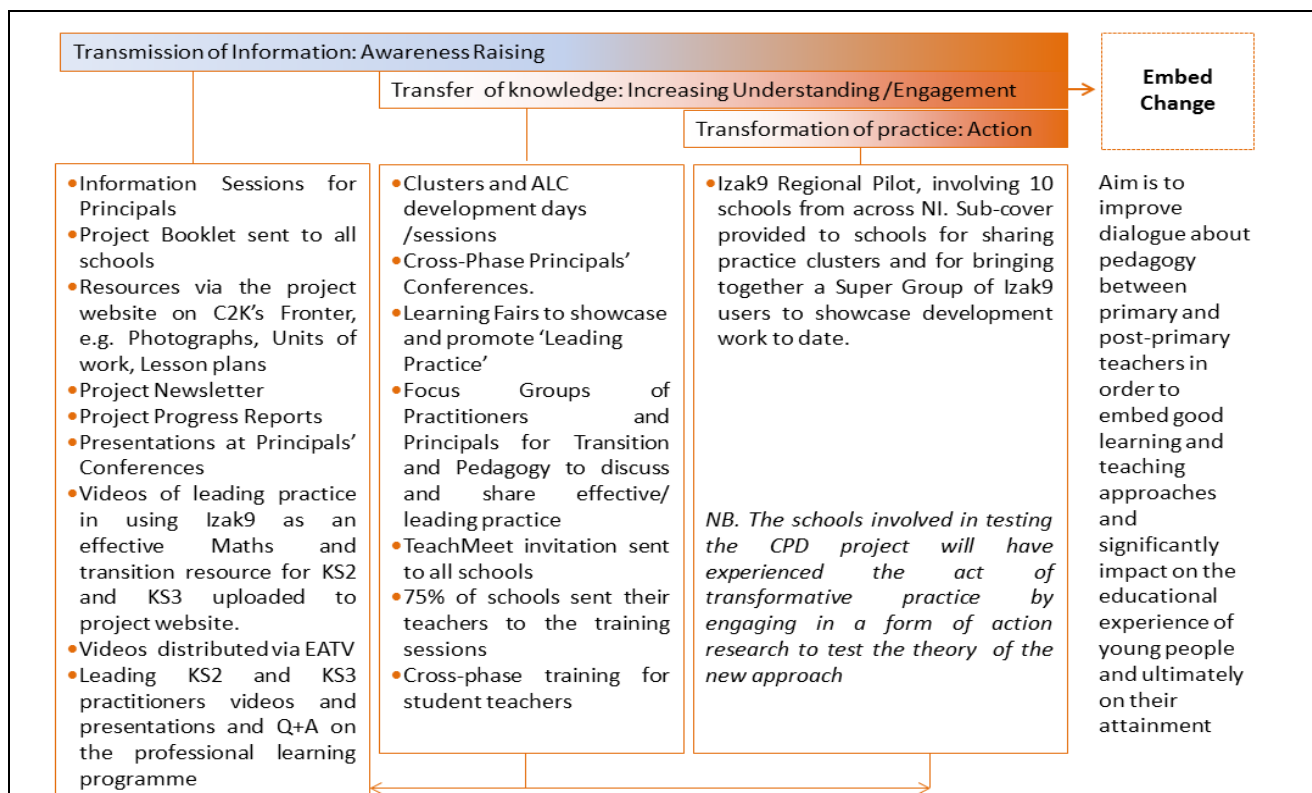 Transmission of Information: Awareness Raising
Transfer of knowledge: Increasing Understanding /Engagement
Transformation of practice: Action
Embed
Change
•Information Sessions for
Principals
•Project Booklet sent to all
schools
•Resources via the project
website on C2K's Fronter,
e.g. Photographs, Units of
work, Lesson plans
•Project Newsletter
•Project Progress Reports
•Presentations at Principals'
Conferences
•Videos of leading practice
in using Izak9 as an
effective Maths and
transition resource for KS2
and KS3 uploaded to
project website.
•Videos distributed via EATV
•Leading KS2 and KS3
practitioners videos and
presentations and Q+A on
the professional learning
programme
•Clusters and ALC
development days
/sessions
•Cross-Phase Principals'
Conferences.
•Learning Fairs to showcase
and promote 'Leading
Practice'
•Focus Groups of
Practitioners and
Principals for Transition
and Pedagogy to discuss
and share effective/
leading practice
•TeachMeet invitation sent
to all schools
•75% of schools sent their
teachers to the training
sessions
•Cross-phase training for
student teachers
•Izak9 Regional Pilot, involving 10
schools from across NI. Sub-cover
provided to schools for sharing
practice clusters and for bringing
together a Super Group of Izak9
users to showcase development
work to date.
NB. The schools involved in testing
the CPD project will have
experienced the act of
transformative practice by
engaging in a form of action
research to test the theory of the
new approach
Aim is to
improve
dialogue about
pedagogy
between
primary and
post-primary
teachers in
order to
embed good
learning and
teaching
approaches
and
significantly
impact on the
educational
experience of
young people
and ultimately
on their
attainment